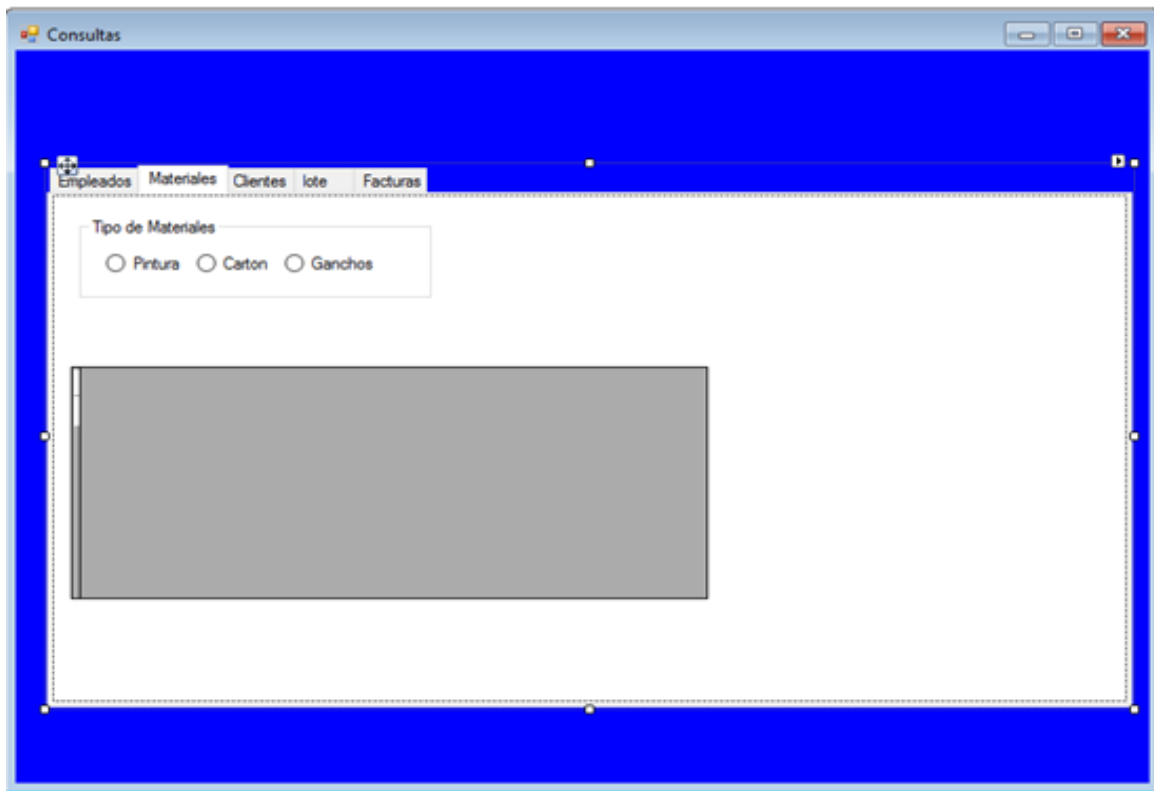 Consultas
Empleados Materiales Clientes lote Facturas
Tipo de Materiales
Pintura Carton Ganchos